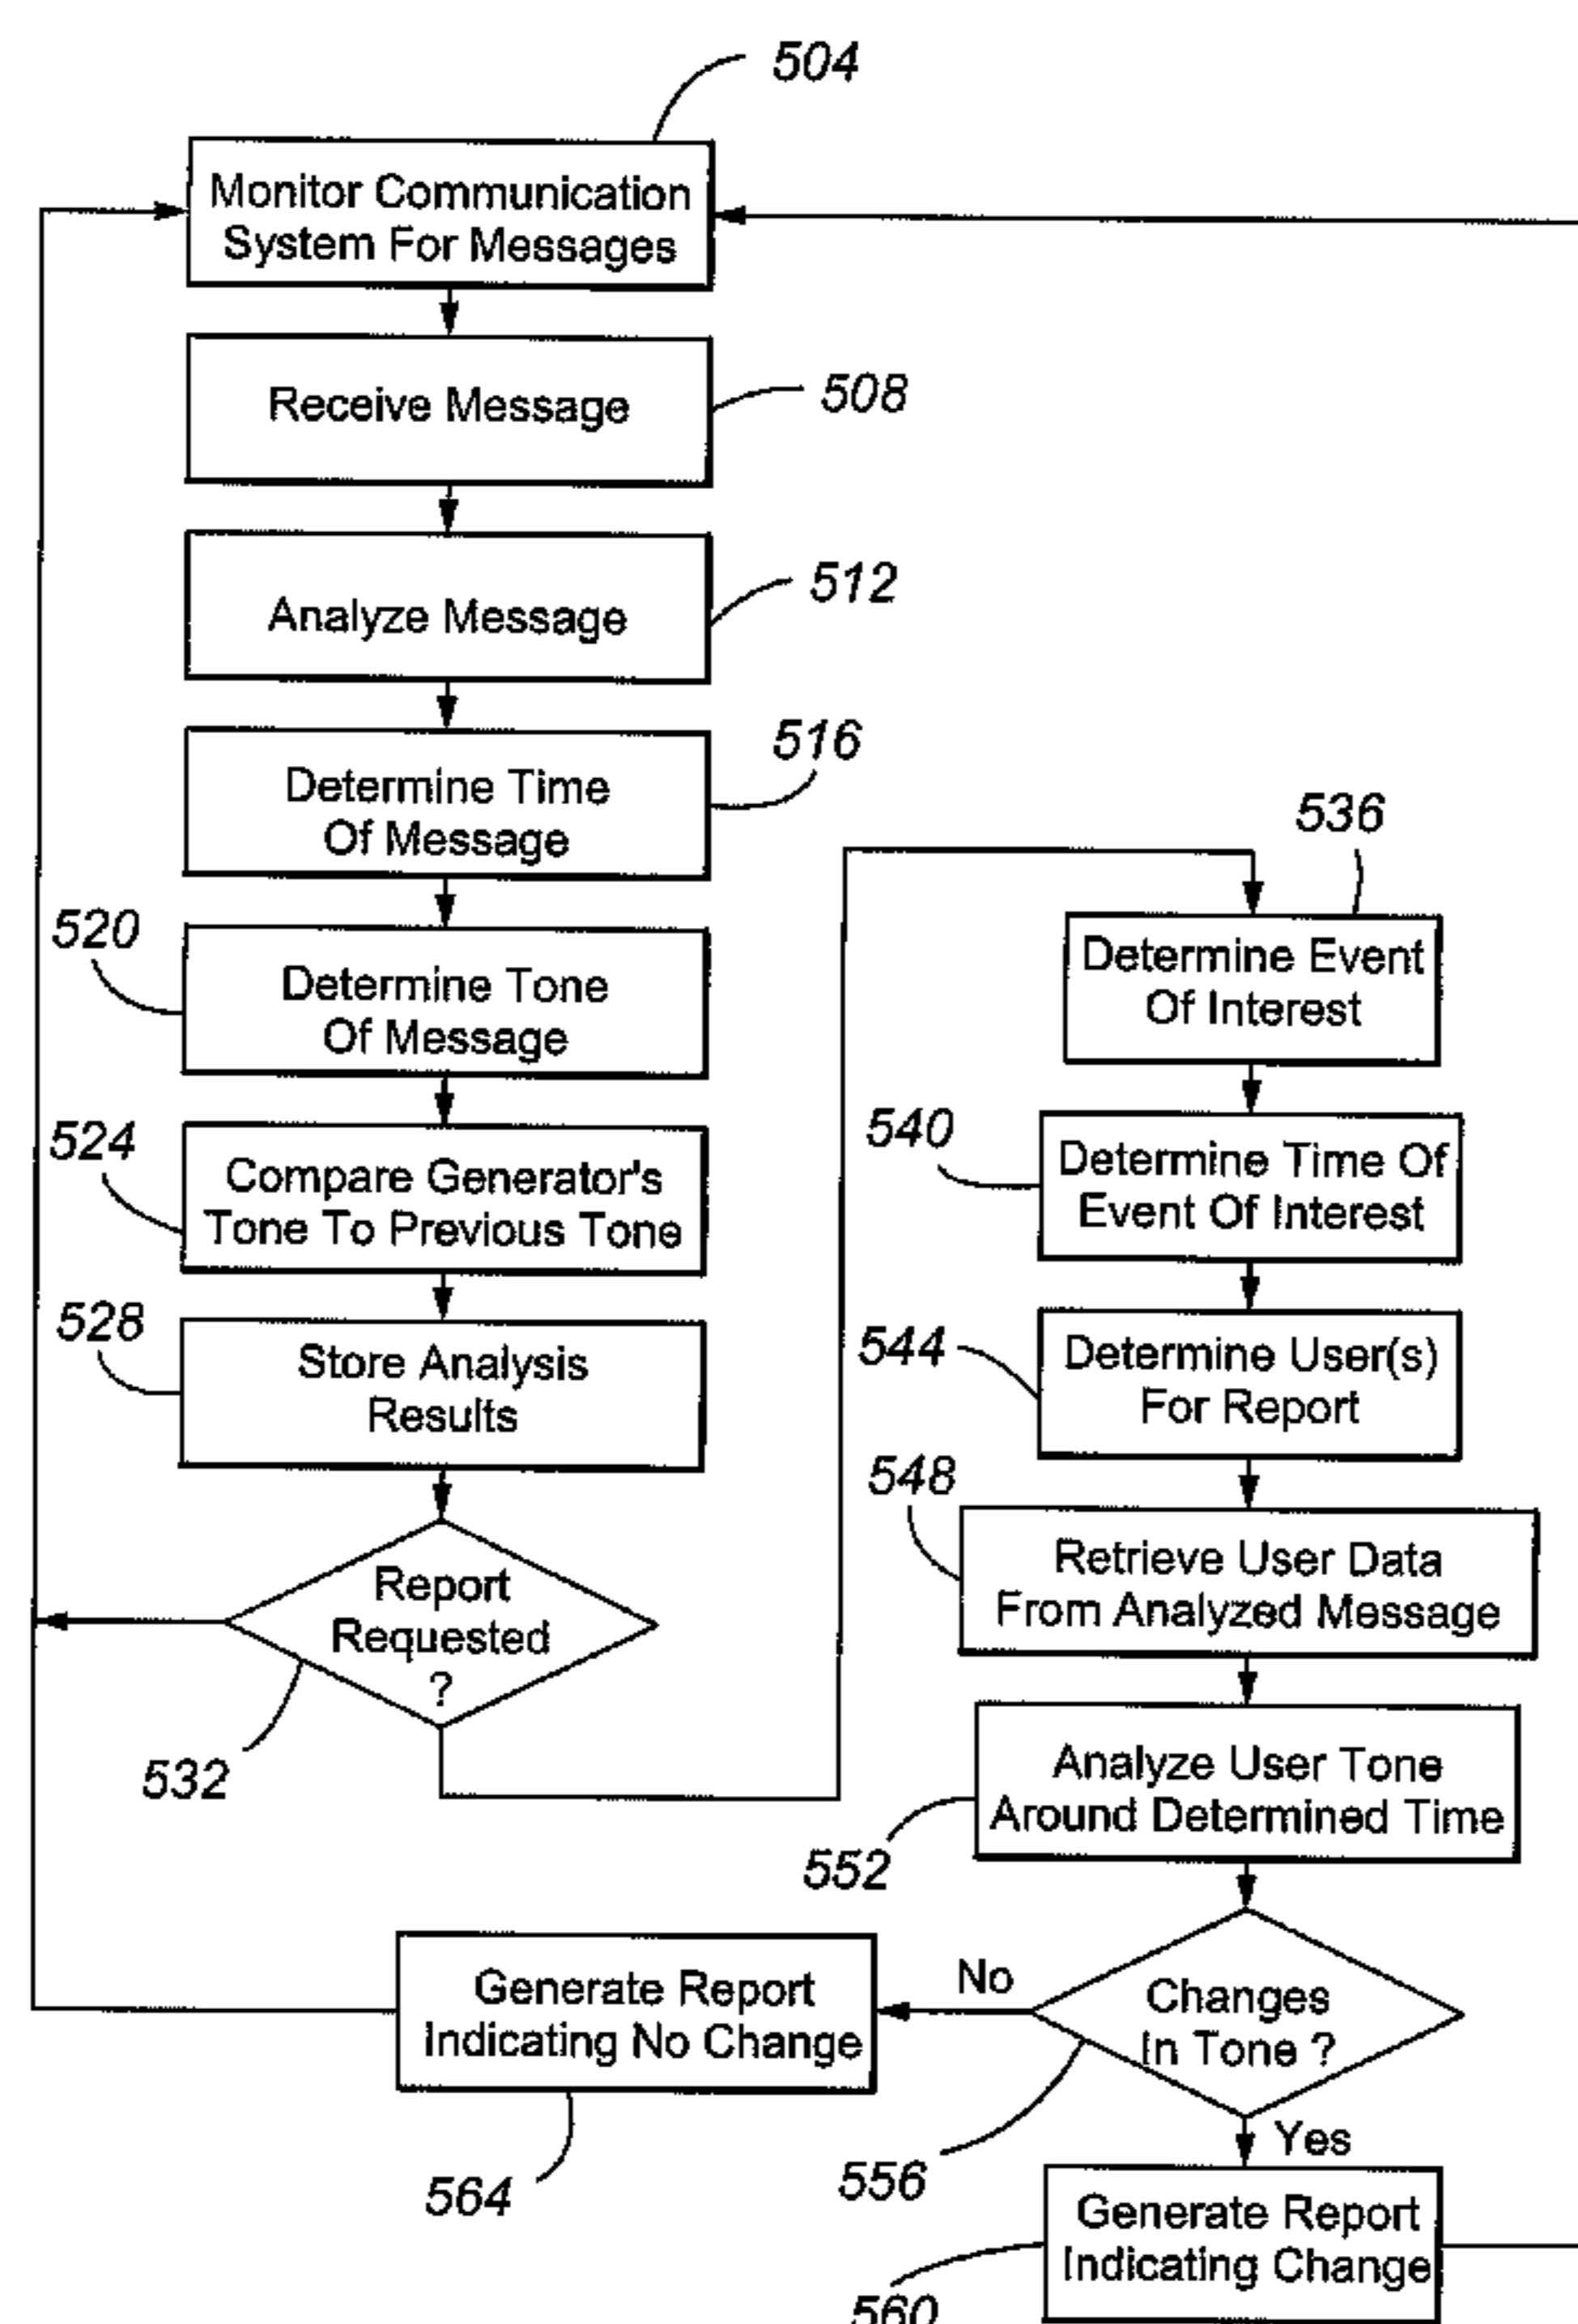 504
Monitor Communication
System For Messages
Receive Message
508
Analyze Message
512
516
Determine Time
Of Message
520
Determine Tone
Of Message
524
Compare Generator's
Tone To Previous Tone
528
Store Analysis
Results
Report
Requested
?
532
536
Determine Event
Of Interest
540
Determine Time Of
Event Of Interest
544
Determine User(s)
For Report
548
Retrieve User Data
From Analyzed Message
Analyze User Tone
Around Determined Time
552
Changes
In Tone ?
556
No
Generate Report
Indicating No Change
564
Yes
Generate Report
Indicating Change
560